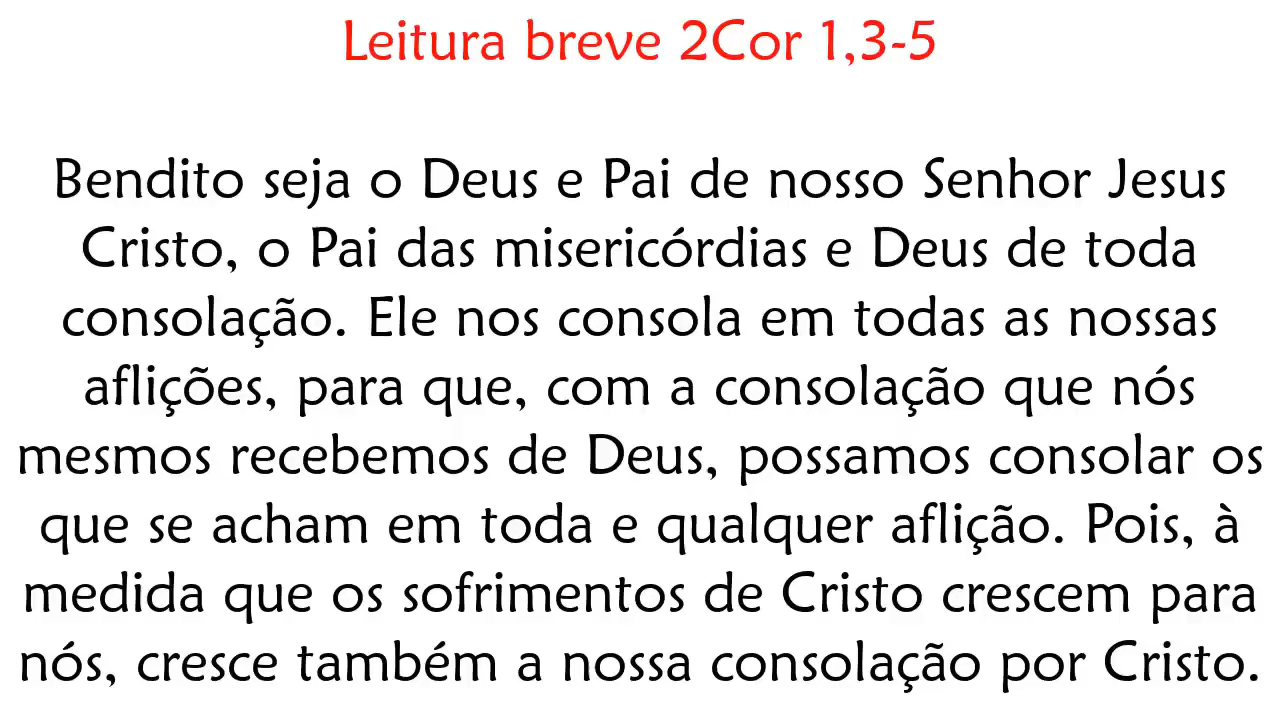 Leitura breve 2Cor 1,3-5
Bendito seja o Deus e Pai de nosso Senhor Jesus
Cristo, o Pai das misericórdias e Deus de toda
consolação. Ele nos consola em todas as nossas
aflições, para que, com a consolação que nós
mesmos recebemos de Deus, possamos consolar os
que se acham em toda e qualquer aflição. Pois, à
medida que os sofrimentos de Cristo crescem para
nós, cresce também a nossa consolação por Cristo.